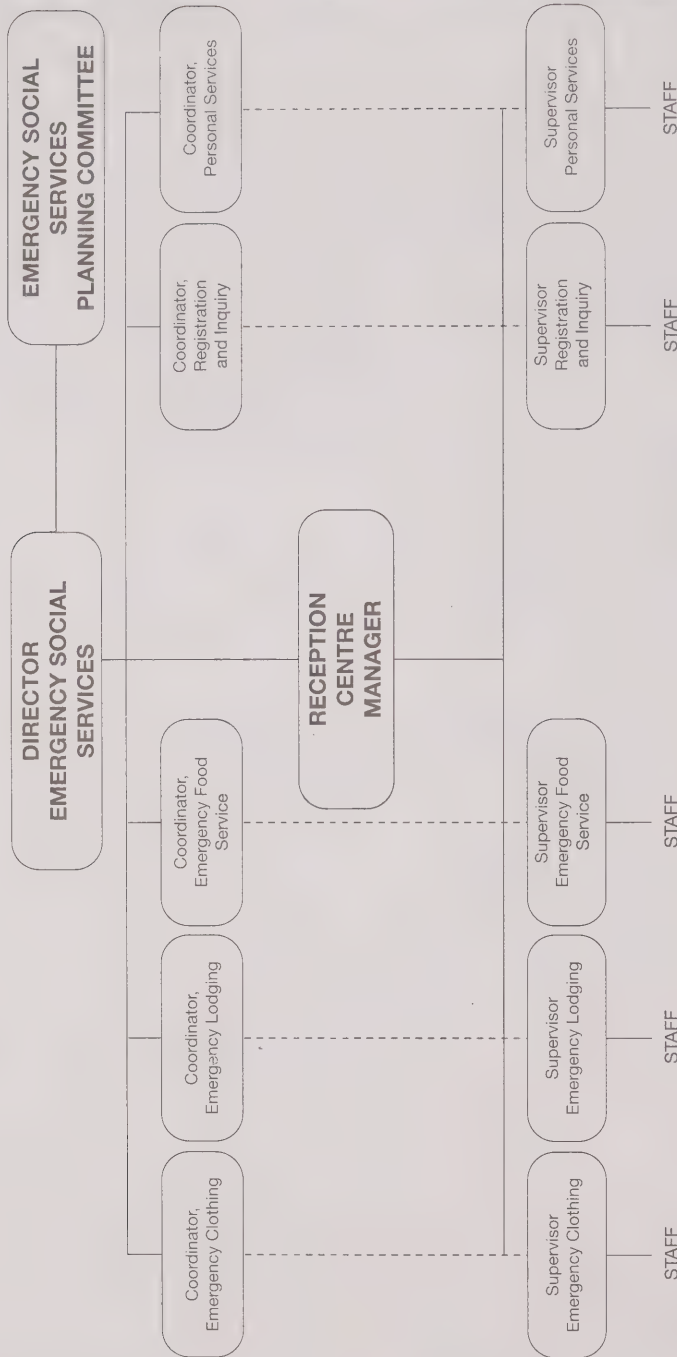 EMERGENCY SOCIAL
SERVICES
PLANNING COMMITTEE
DIRECTOR
EMERGENCY SOCIAL
SERVICES
Coordinator,
Emergency Clothing
Coordinator,
Emergency Lodging
Coordinator,
Emergency Food
Service
Coordinator,
Registration
and Inquiry
Coordinator,
Personal Services
RECEPTION
CENTRE
MANAGER
Supervisor
Emergency Clothing
Supervisor
Emergency Lodging
Supervisor
Emergency Food
Service
Supervisor
Registration
and Inquiry
Supervisor
Personal Services
STAFF
STAFF
STAFF
STAFF
STAFF